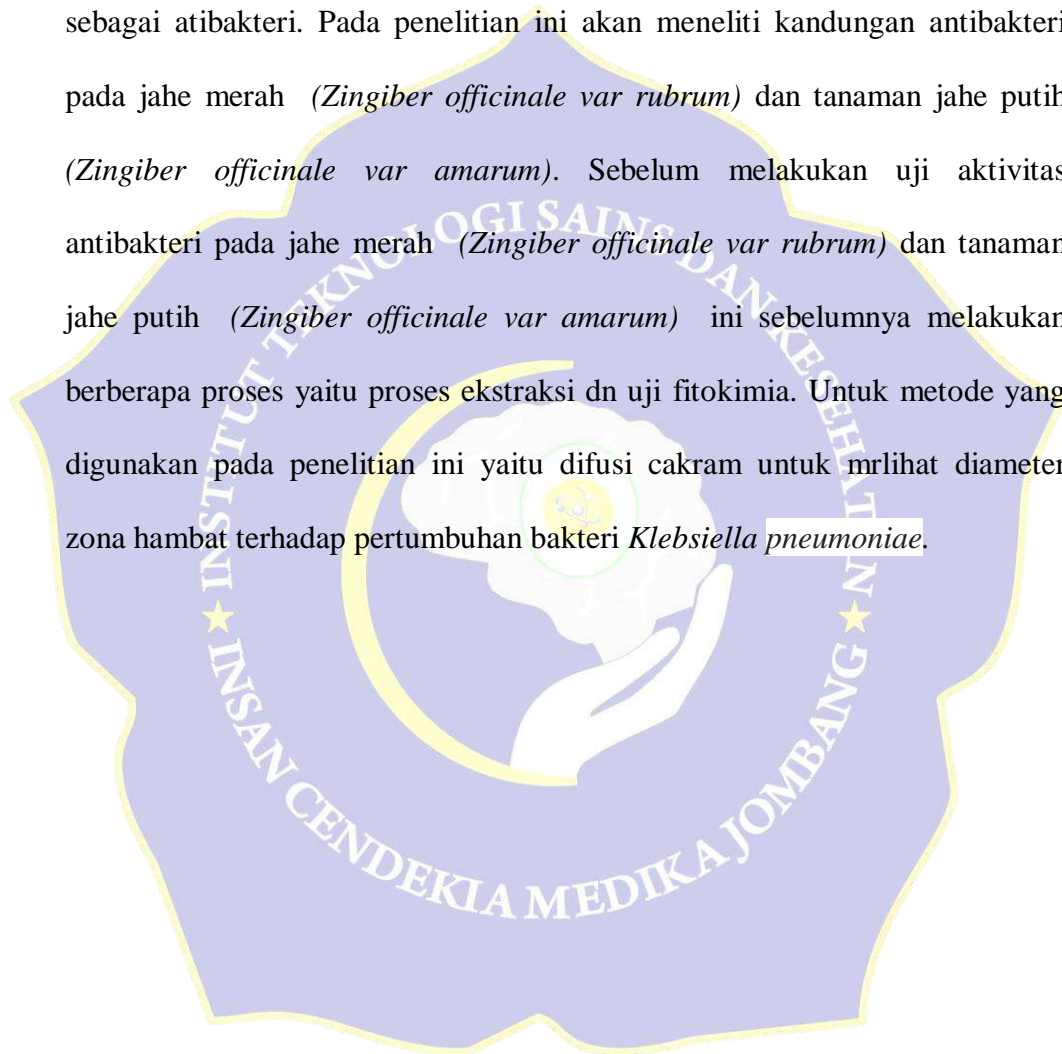 sebagai atibakteri. Pada penelitian ini akan meneliti kandungan antibakteri
pada jahe merah (Zingiber officinale var rubrum) dan tanaman jahe putih
(Zingiber officinale var amarum). Sebelum melakukan uji aktivitas
antibakteri pada jahe merah (Zingiber officinale var rubrum) dan tanaman
jahe putih (Zingiber officinale var amarum) ini sebelumnya melakukan
berberapa proses yaitu proses ekstraksi dn uji fitokimia. Untuk metode yang
digunakan pada penelitian ini yaitu difusi cakram untuk mrlihat diameter
zona hambat terhadap pertumbuhan bakteri Klebsiella pneumoniae.
INSTITUT TEKNOLOGI SAINS DAN KESEHATAN
INSAN CENDEKIA MEDIKA JOMBANG